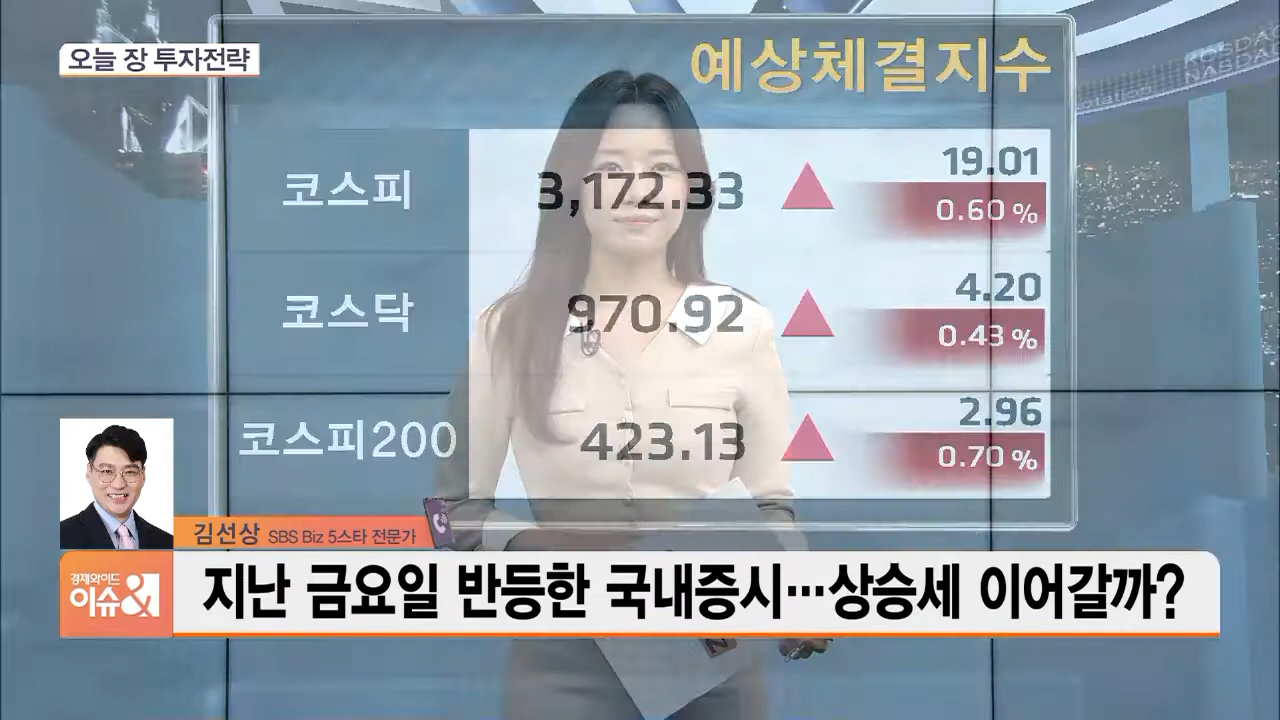 오늘 장 투자전략
예상체결지수
KOSDAQ
NASDAQ
코스피 3,172.33 ▲ 19.01
0.60 %
코스닥 970.92 ▲ 4.20
0.43 %
코스피200 423.13 ▲ 2.96
0.70 %
김선상 SBS Biz 5스타 전문가
경제와이드
이슈&
지난 금요일 반등한 국내증시…상승세 이어갈까?